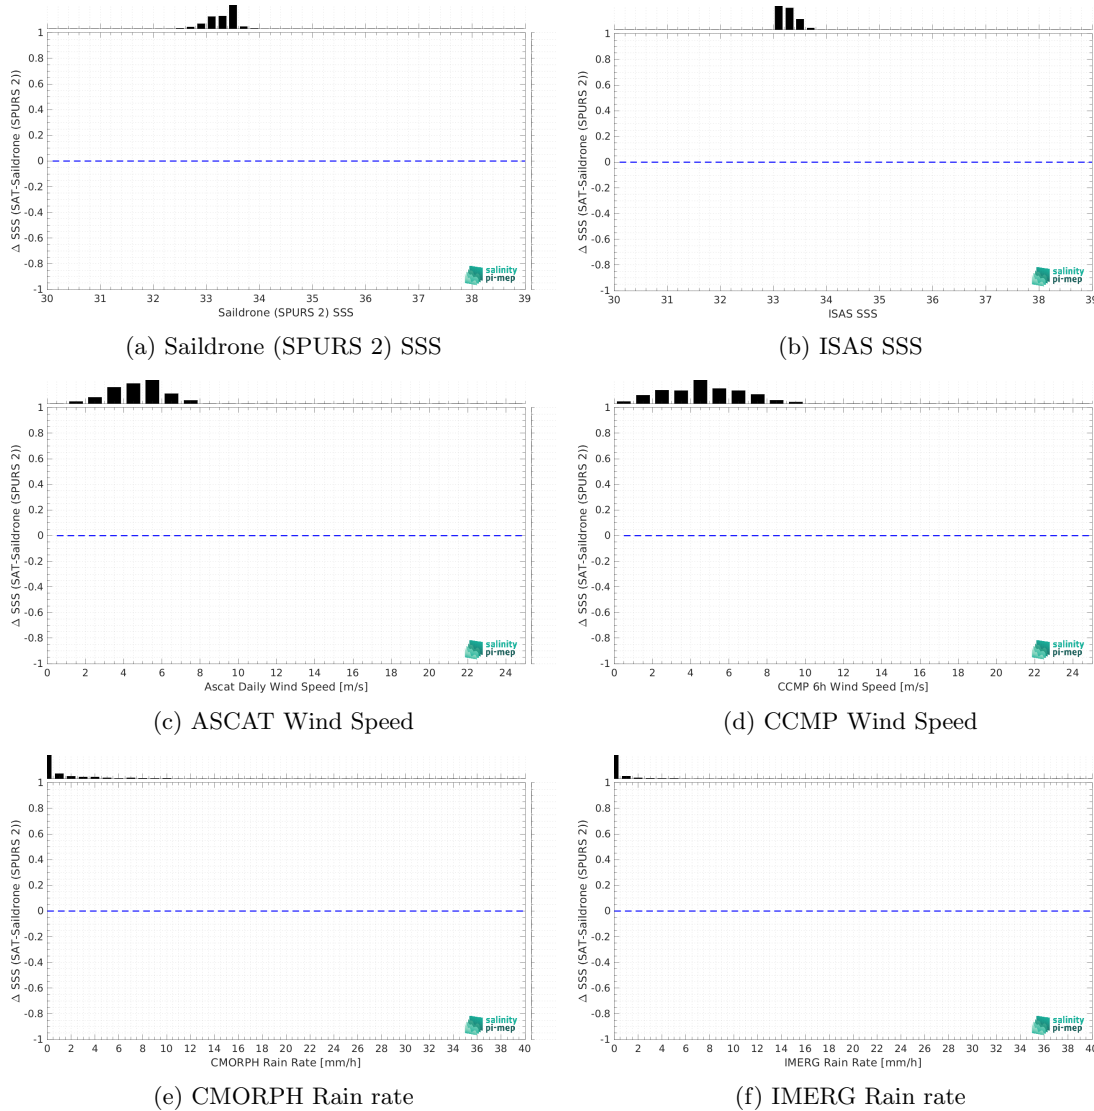 1
0.8
0.6
0.4
0.2
0
-0.2
-0.4
-0.6
-0.8
-1
Δ SSS (SAT-Saildrone (SPURS 2))
salinity
pi-mep
30 31 32 33 34 35 36 37 38 39
Saildrone (SPURS 2) SSS
(a) Saildrone (SPURS 2) SSS
1
0.8
0.6
0.4
0.2
0
-0.2
-0.4
-0.6
-0.8
-1
Δ SSS (SAT-Saildrone (SPURS 2))
salinity
pi-mep
30 31 32 33 34 35 36 37 38 39
ISAS SSS
(b) ISAS SSS
1
0.8
0.6
0.4
0.2
0
-0.2
-0.4
-0.6
-0.8
-1
Δ SSS (SAT-Saildrone (SPURS 2))
salinity
pi-mep
0 2 4 6 8 10 12 14 16 18 20 22 24
Ascat Daily Wind Speed [m/s]
(c) ASCAT Wind Speed
1
0.8
0.6
0.4
0.2
0
-0.2
-0.4
-0.6
-0.8
-1
Δ SSS (SAT-Saildrone (SPURS 2))
salinity
pi-mep
0 2 4 6 8 10 12 14 16 18 20 22 24
CCMP 6h Wind Speed [m/s]
(d) CCMP Wind Speed
1
0.8
0.6
0.4
0.2
0
-0.2
-0.4
-0.6
-0.8
-1
Δ SSS (SAT-Saildrone (SPURS 2))
salinity
pi-mep
0 2 4 6 8 10 12 14 16 18 20 22 24 26 28 30 32 34 36 38 40
CMORPH Rain Rate [mm/h]
(e) CMORPH Rain rate
1
0.8
0.6
0.4
0.2
0
-0.2
-0.4
-0.6
-0.8
-1
Δ SSS (SAT-Saildrone (SPURS 2))
salinity
pi-mep
0 2 4 6 8 10 12 14 16 18 20 22 24 26 28 30 32 34 36 38 40
IMERG Rain Rate [mm/h]
(f) IMERG Rain rate